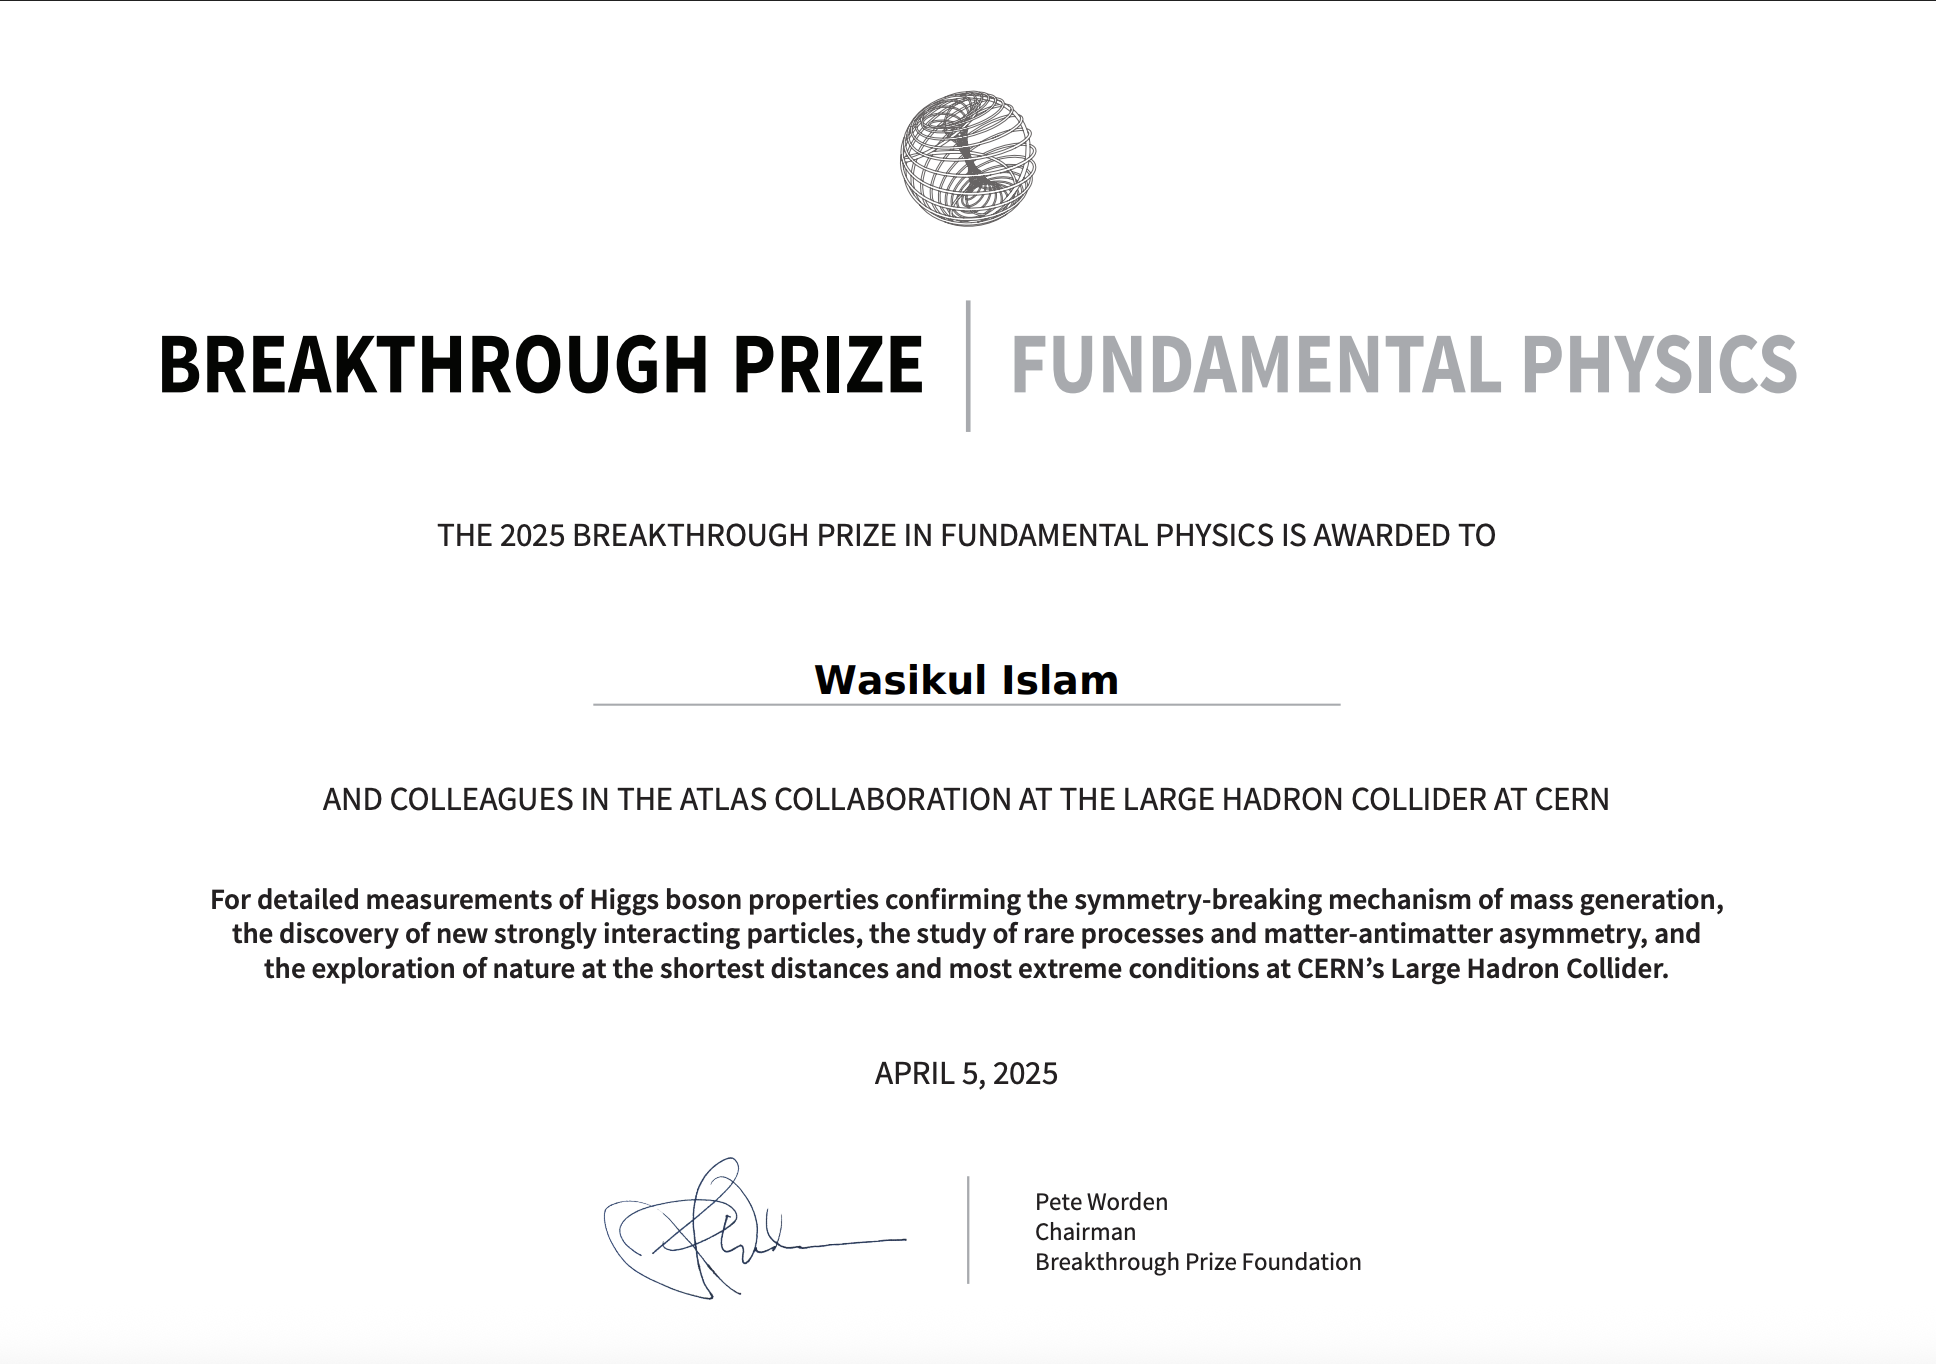 BREAKTHROUGH PRIZE | FUNDAMENTAL PHYSICS
THE 2025 BREAKTHROUGH PRIZE IN FUNDAMENTAL PHYSICS IS AWARDED TO
Wasikul Islam
AND COLLEAGUES IN THE ATLAS COLLABORATION AT THE LARGE HADRON COLLIDER AT CERN
For detailed measurements of Higgs boson properties confirming the symmetry-breaking mechanism of mass generation,
the discovery of new strongly interacting particles, the study of rare processes and matter-antimatter asymmetry, and
the exploration of nature at the shortest distances and most extreme conditions at CERN’s Large Hadron Collider.
APRIL 5, 2025
Pete Worden
Chairman
Breakthrough Prize Foundation